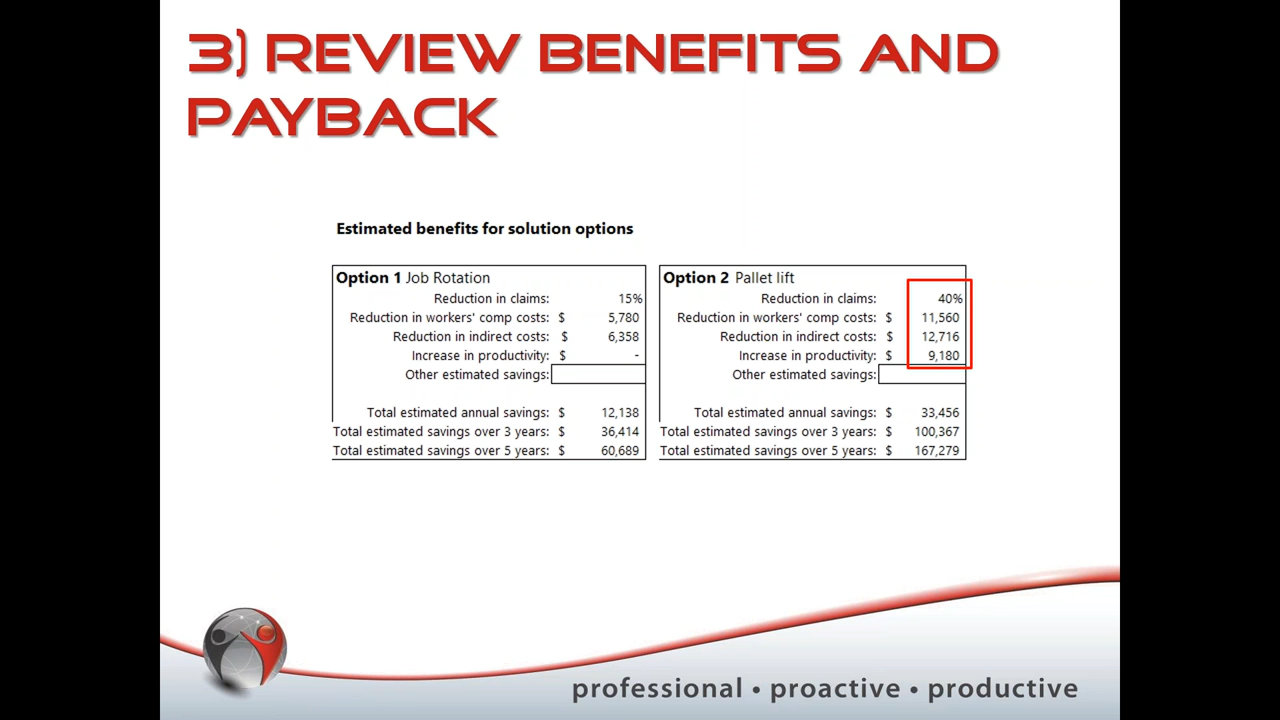 3) REVIEW BENEFITS AND
PAYBACK
Estimated benefits for solution options
Option 1 Job Rotation
Reduction in claims: 15%
Reduction in workers' comp costs: $ 5,780
Reduction in indirect costs: $ 6,358
Increase in productivity: $ -
Other estimated savings:
Total estimated annual savings: $ 12,138
Total estimated savings over 3 years: $ 36,414
Total estimated savings over 5 years: $ 60,689
Option 2 Pallet lift
Reduction in claims: 40%
Reduction in workers' comp costs: $ 11,560
Reduction in indirect costs: $ 12,716
Increase in productivity: $ 9,180
Other estimated savings:
Total estimated annual savings: $ 33,456
Total estimated savings over 3 years: $ 100,367
Total estimated savings over 5 years: $ 167,279
professional • proactive • productive